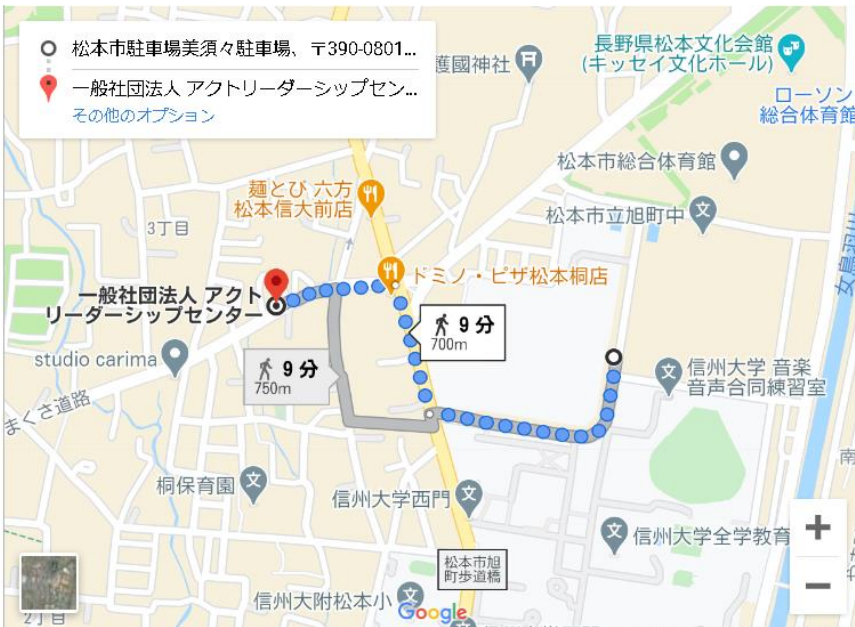 松本市駐車場美須々駐車場、〒390-0801...
一般社団法人 アクトリーダーシップセン...
その他のオプション
護國神社
長野県松本文化会館
(キッセイ文化ホール)
ローソン
総合体育館
松本市総合体育館
麺とび 六方
松本信大前店
松本市立旭町中
3丁目
女鳥羽川
ドミノ・ピザ松本桐店
一般社団法人 アクト
リーダーシップセンター
9 分
700m
studio carima
9 分
750m
信州大学 音楽
音声合同練習室
まくさ道路
南
桐保育園
信州大学西門
信州大学全学教育
松本市旭
町歩道橋
信州大附松本小
2丁目
Google